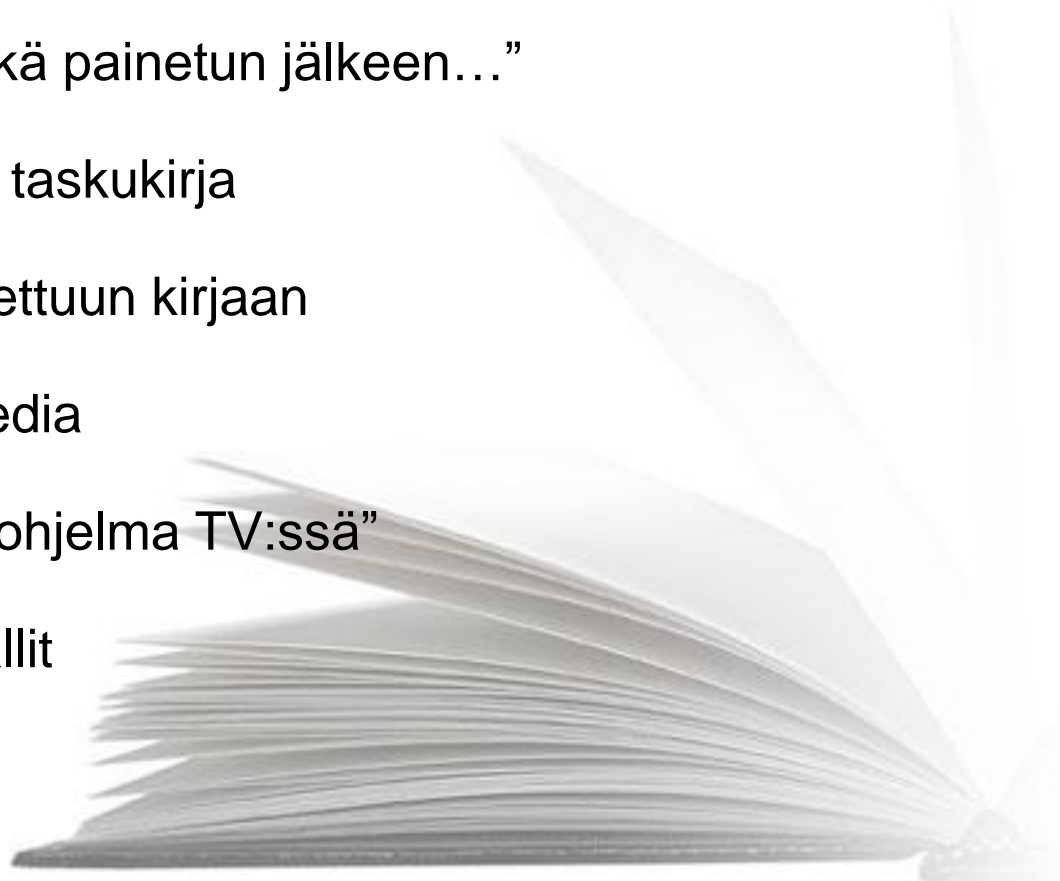 kä painetun jälkeen…”
taskukirja
ettuun kirjaan
edia
ohjelma TV:ssä”
llit